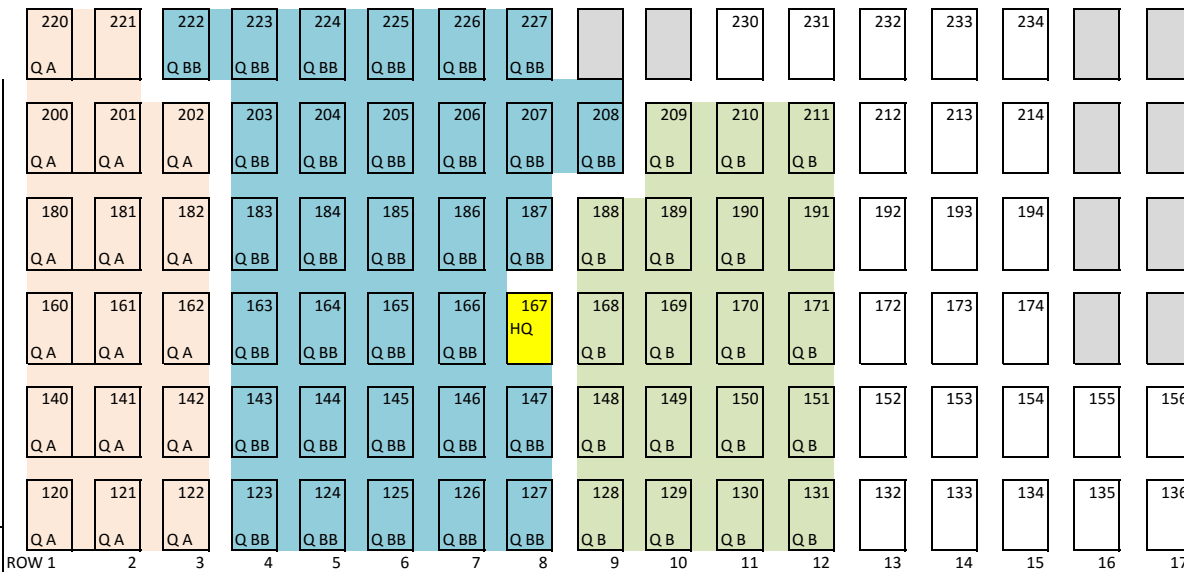 220 221 222 223 224 225 226 227 230 231 232 233 234
Q A Q BB Q BB Q BB Q BB Q BB Q BB
200 201 202 203 204 205 206 207 208 209 210 211 212 213 214
Q A Q A Q A Q BB Q BB Q BB Q BB Q BB Q BB Q B Q B Q B
180 181 182 183 184 185 186 187 188 189 190 191 192 193 194
Q A Q A Q A Q BB Q BB Q BB Q BB Q BB Q B Q B Q B
160 161 162 163 164 165 166 167 168 169 170 171 172 173 174
HQ
Q A Q A Q A Q BB Q BB Q BB Q BB Q B Q B Q B Q B
140 141 142 143 144 145 146 147 148 149 150 151 152 153 154 155 156
Q A Q A Q A Q BB Q BB Q BB Q BB Q BB Q B Q B Q B Q B
120 121 122 123 124 125 126 127 128 129 130 131 132 133 134 135 136
Q A Q A Q A Q BB Q BB Q BB Q BB Q BB Q B Q B Q B Q B
ROW 1 2 3 4 5 6 7 8 9 10 11 12 13 14 15 16 17